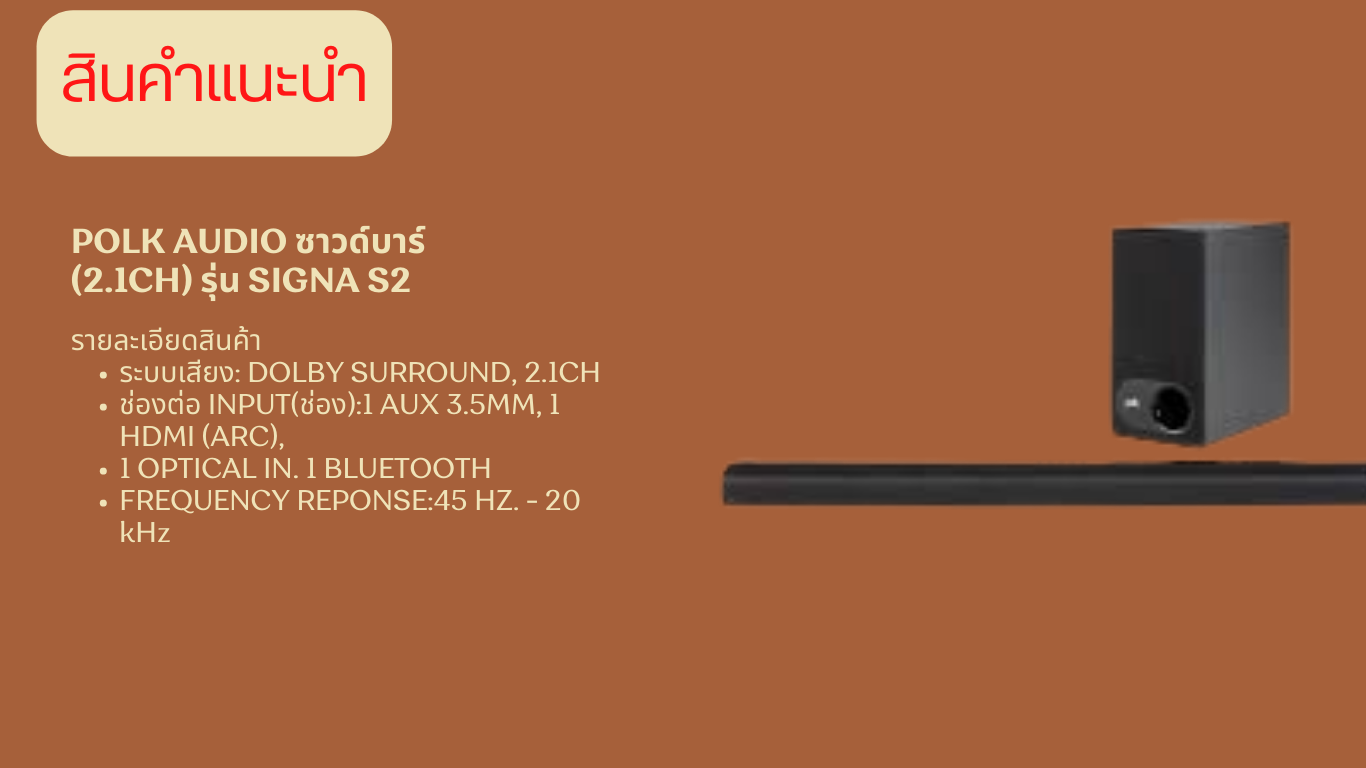 สินคำแนะนำ
POLK AUDIO ซาวด์บาร์
(2.1CH) รุ่น SIGNA S2
รายละเอียดสินค้า
• ระบบเสียง: DOLBY SURROUND, 2.1CH
• ช่องต่อ INPUT(ช่อง):1 AUX 3.5MM, 1
HDMI (ARC),
• 1 OPTICAL IN. 1 BLUETOOTH
• FREQUENCY REPONSE:45 HZ. - 20
kHz